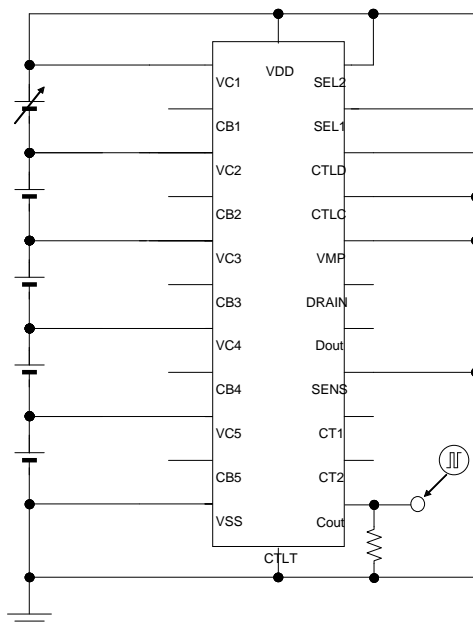 VDD
VC1
SEL2
CB1
SEL1
VC2
CTLD
CB2
CTLC
VC3
VMP
CB3
DRAIN
VC4
Dout
CB4
SENS
VC5
CT1
CB5
CT2
VSS
Cout
CTLT